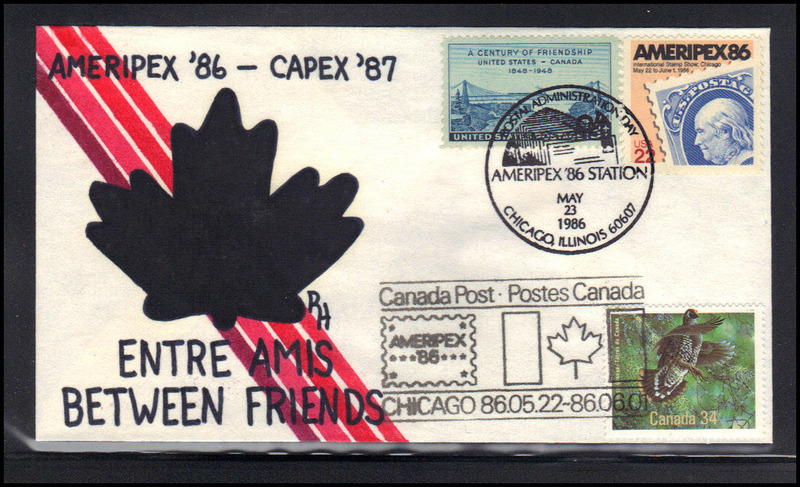 AMERIPEX '86 – CAPEX '87
A CENTURY OF FRIENDSHIP
UNITED STATES - CANADA
1848-1948
UNITED STATES POSTAGE
AMERIPEX86
International Stamp Show, Chicago
May 22 to June 1, 1986
U.S. POSTAGE
USA
22
POSTAL ADMINISTRATION DAY
AMERIPEX '86 STATION
MAY
23
1986
CHICAGO, ILLINOIS 60607
RH
ENTRE AMIS
BETWEEN FRIENDS
Canada Post · Postes Canada
AMERIPEX
'86
CHICAGO 86.05.22-86.06.01
Canada 34